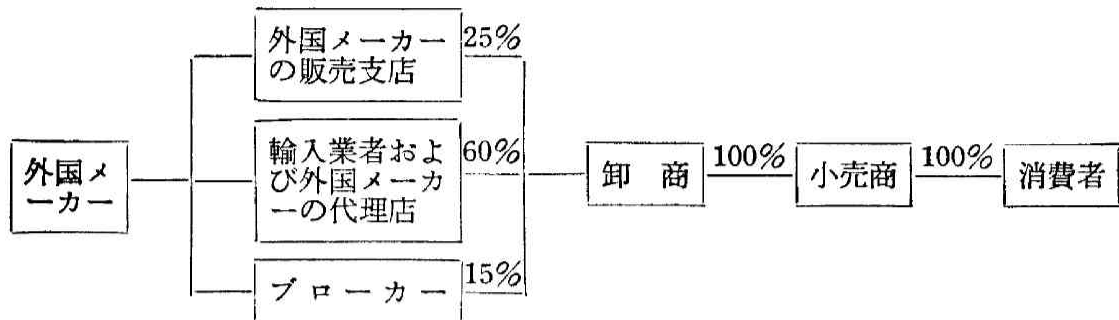 外国メ
ーカー
外国メーカー
の販売支店
25%
輸入業者およ
び外国メーカ
ーの代理店
60%
ブローカー
15%
卸商
100%
小売商
100%
消費者